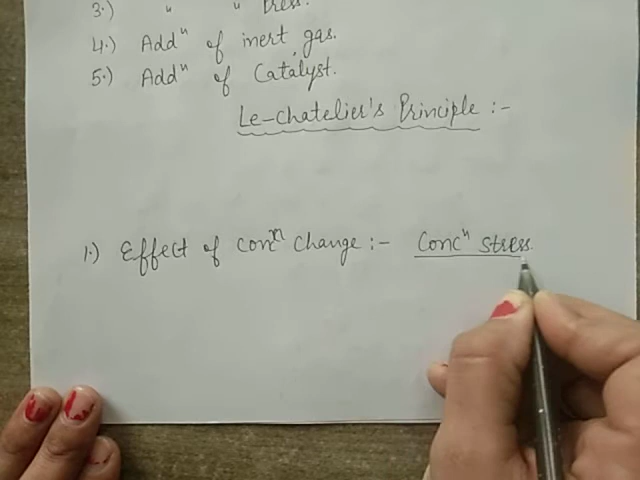 3.) " " Press.
4.) Addⁿ of inert gas.
5.) Addⁿ of Catalyst.
Le-chatelier's Principle :-
1.) Effect of concⁿ change :- Concⁿ stress.